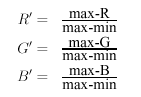 R′ = max-R / max-min
G′ = max-G / max-min
B′ = max-B / max-min